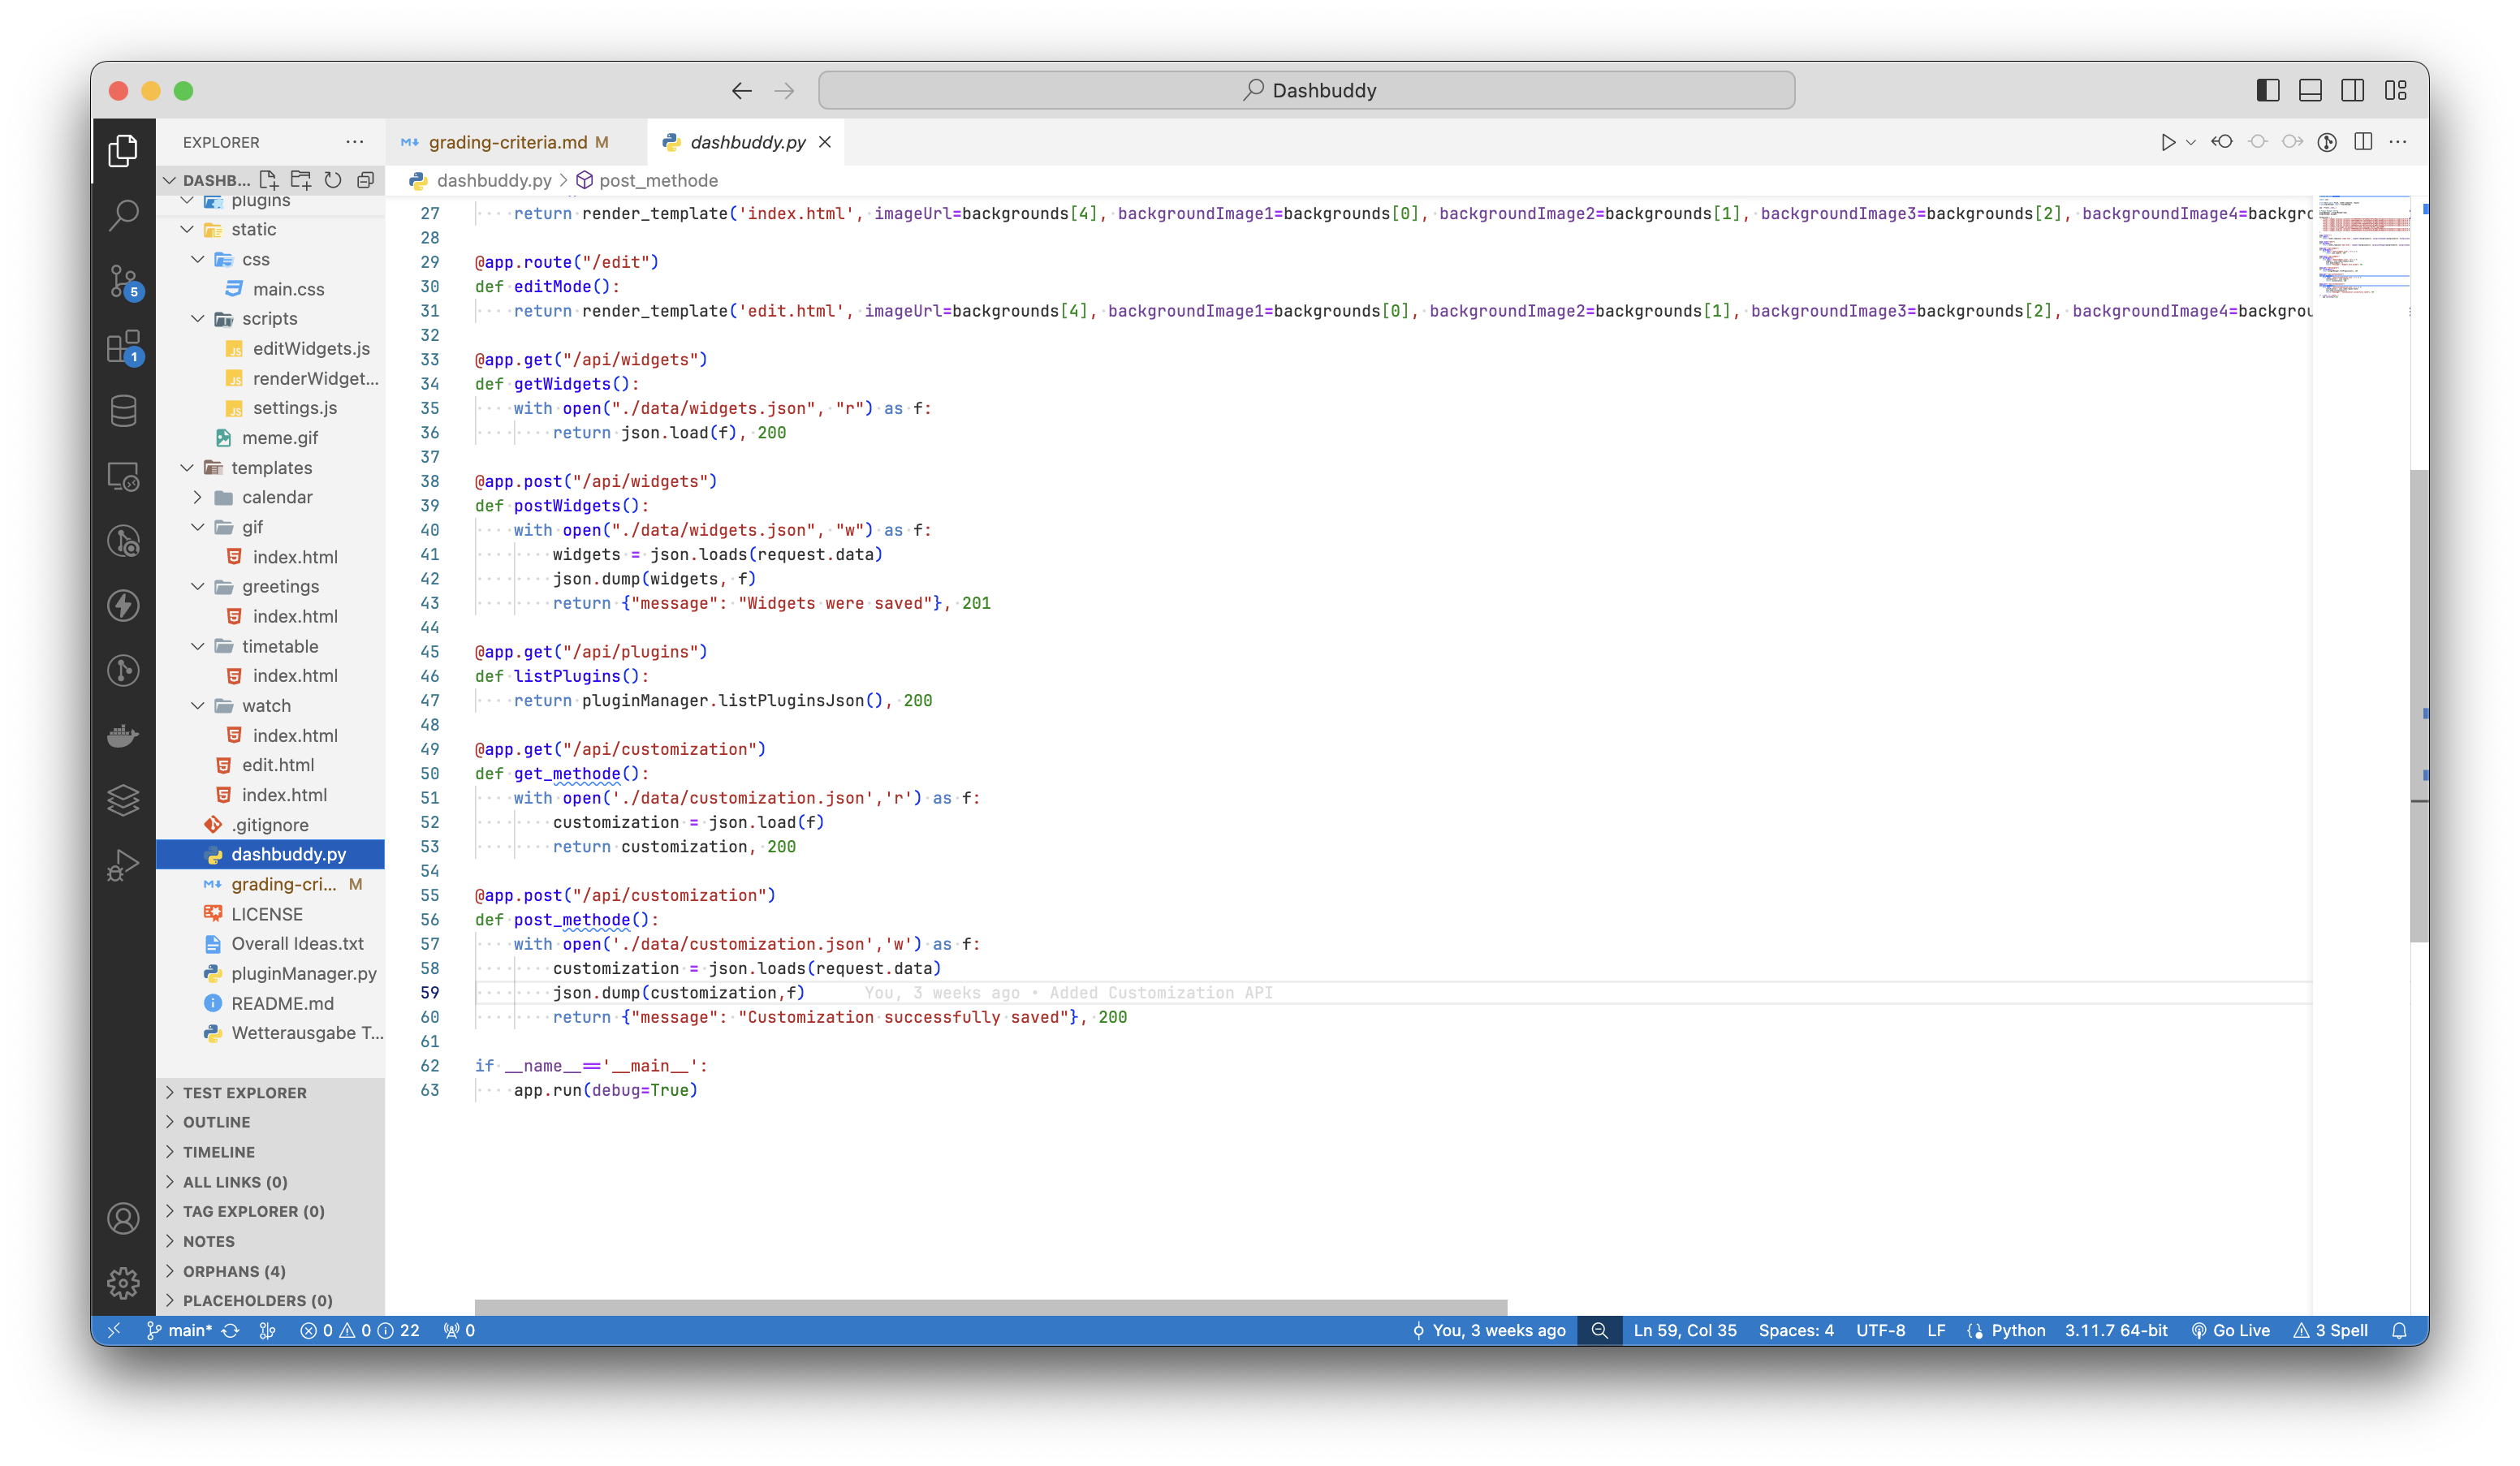 Dashbuddy
EXPLORER
grading-criteria.md M
dashbuddy.py
DASHB...
dashbuddy.py > post_methode
plugins
static
css
main.css
scripts
editWidgets.js
renderWidget...
settings.js
meme.gif
templates
calendar
gif
index.html
greetings
index.html
timetable
index.html
watch
index.html
edit.html
index.html
.gitignore
dashbuddy.py
grading-cri... M
LICENSE
Overall Ideas.txt
pluginManager.py
README.md
Wetterausgabe T...
TEST EXPLORER
OUTLINE
TIMELINE
ALL LINKS (0)
TAG EXPLORER (0)
NOTES
ORPHANS (4)
PLACEHOLDERS (0)
5
1
27 return render_template('index.html', imageUrl=backgrounds[4], backgroundImage1=backgrounds[0], backgroundImage2=backgrounds[1], backgroundImage3=backgrounds[2], backgroundImage4=backgrc
28
29 @app.route("/edit")
30 def editMode():
31 return render_template('edit.html', imageUrl=backgrounds[4], backgroundImage1=backgrounds[0], backgroundImage2=backgrounds[1], backgroundImage3=backgrounds[2], backgroundImage4=backgrou
32
33 @app.get("/api/widgets")
34 def getWidgets():
35 with open("./data/widgets.json", "r") as f:
36 return json.load(f), 200
37
38 @app.post("/api/widgets")
39 def postWidgets():
40 with open("./data/widgets.json", "w") as f:
41 widgets = json.loads(request.data)
42 json.dump(widgets, f)
43 return {"message": "Widgets were saved"}, 201
44
45 @app.get("/api/plugins")
46 def listPlugins():
47 return pluginManager.listPluginsJson(), 200
48
49 @app.get("/api/customization")
50 def get_methode():
51 with open('./data/customization.json','r') as f:
52 customization = json.load(f)
53 return customization, 200
54
55 @app.post("/api/customization")
56 def post_methode():
57 with open('./data/customization.json','w') as f:
58 customization = json.loads(request.data)
59 json.dump(customization,f) You, 3 weeks ago • Added Customization API
60 return {"message": "Customization successfully saved"}, 200
61
62 if __name__=='__main__':
63 app.run(debug=True)
main* 0 0 22 0 You, 3 weeks ago Ln 59, Col 35 Spaces: 4 UTF-8 LF Python 3.11.7 64-bit Go Live 3 Spell